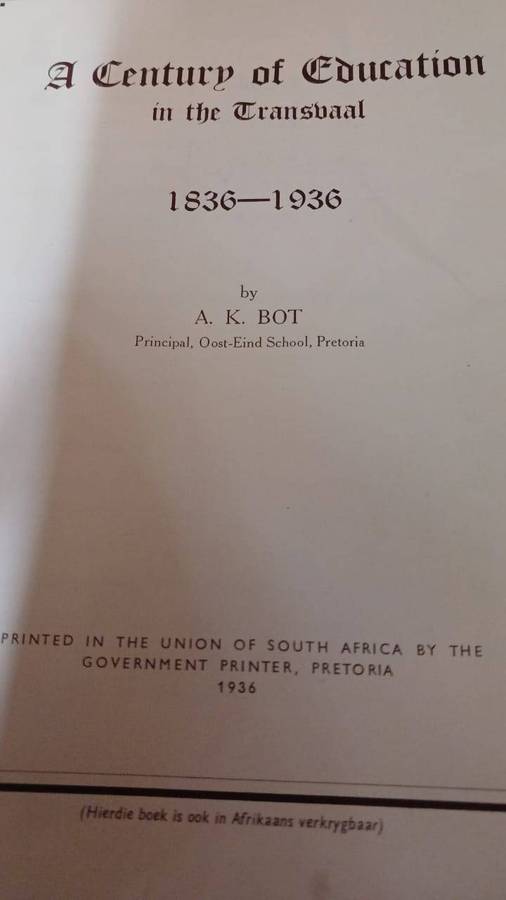 A Century of Education
in the Transvaal
1836—1936
by
A. K. BOT
Principal, Oost-Eind School, Pretoria
PRINTED IN THE UNION OF SOUTH AFRICA BY THE
GOVERNMENT PRINTER, PRETORIA
1936
(Hierdie boek is ook in Afrikaans verkrygbaar)